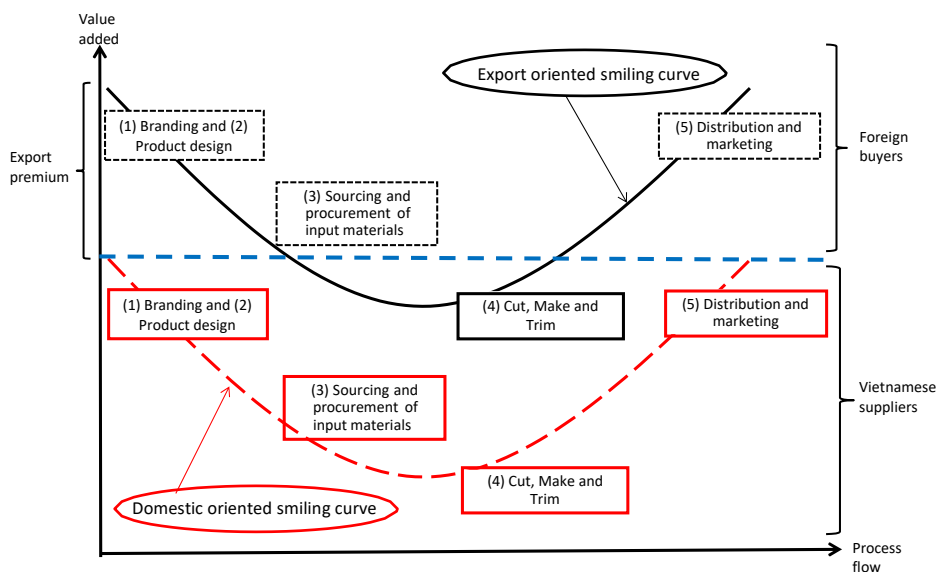 Value
added
Export oriented smiling curve
(1) Branding and (2)
Product design
(5) Distribution and
marketing
Foreign
buyers
Export
premium
(3) Sourcing and
procurement of
input materials
(1) Branding and (2)
Product design
(4) Cut, Make and
Trim
(5) Distribution and
marketing
(3) Sourcing and
procurement of
input materials
Vietnamese
suppliers
(4) Cut, Make and
Trim
Domestic oriented smiling curve
Process
flow